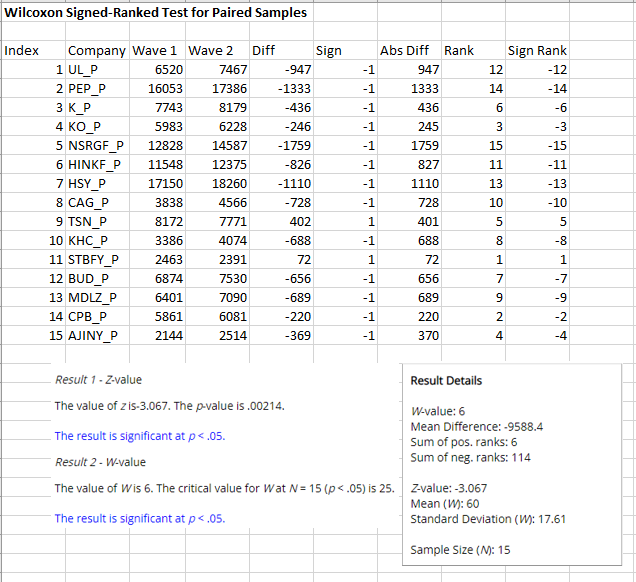 Wilcoxon Signed-Ranked Test for Paired Samples
Index Company Wave 1 Wave 2 Diff Sign Abs Diff Rank Sign Rank
1 UL_P 6520 7467 -947 -1 947 12 -12
2 PEP_P 16053 17386 -1333 -1 1333 14 -14
3 K_P 7743 8179 -436 -1 436 6 -6
4 KO_P 5983 6228 -246 -1 245 3 -3
5 NSRGF_P 12828 14587 -1759 -1 1759 15 -15
6 HINKF_P 11548 12375 -826 -1 827 11 -11
7 HSY_P 17150 18260 -1110 -1 1110 13 -13
8 CAG_P 3838 4566 -728 -1 728 10 -10
9 TSN_P 8172 7771 402 1 401 5 5
10 KHC_P 3386 4074 -688 -1 688 8 -8
11 STBFY_P 2463 2391 72 1 72 1 1
12 BUD_P 6874 7530 -656 -1 656 7 -7
13 MDLZ_P 6401 7090 -689 -1 689 9 -9
14 CPB_P 5861 6081 -220 -1 220 2 -2
15 AJINY_P 2144 2514 -369 -1 370 4 -4
Result 1 - Z-value
The value of z is-3.067. The p-value is .00214.
The result is significant at p < .05.
Result 2 - W-value
The value of W is 6. The critical value for W at N = 15 (p < .05) is 25.
The result is significant at p < .05.
Result Details
W-value: 6
Mean Difference: -9588.4
Sum of pos. ranks: 6
Sum of neg. ranks: 114
Z-value: -3.067
Mean (W): 60
Standard Deviation (W): 17.61
Sample Size (N): 15